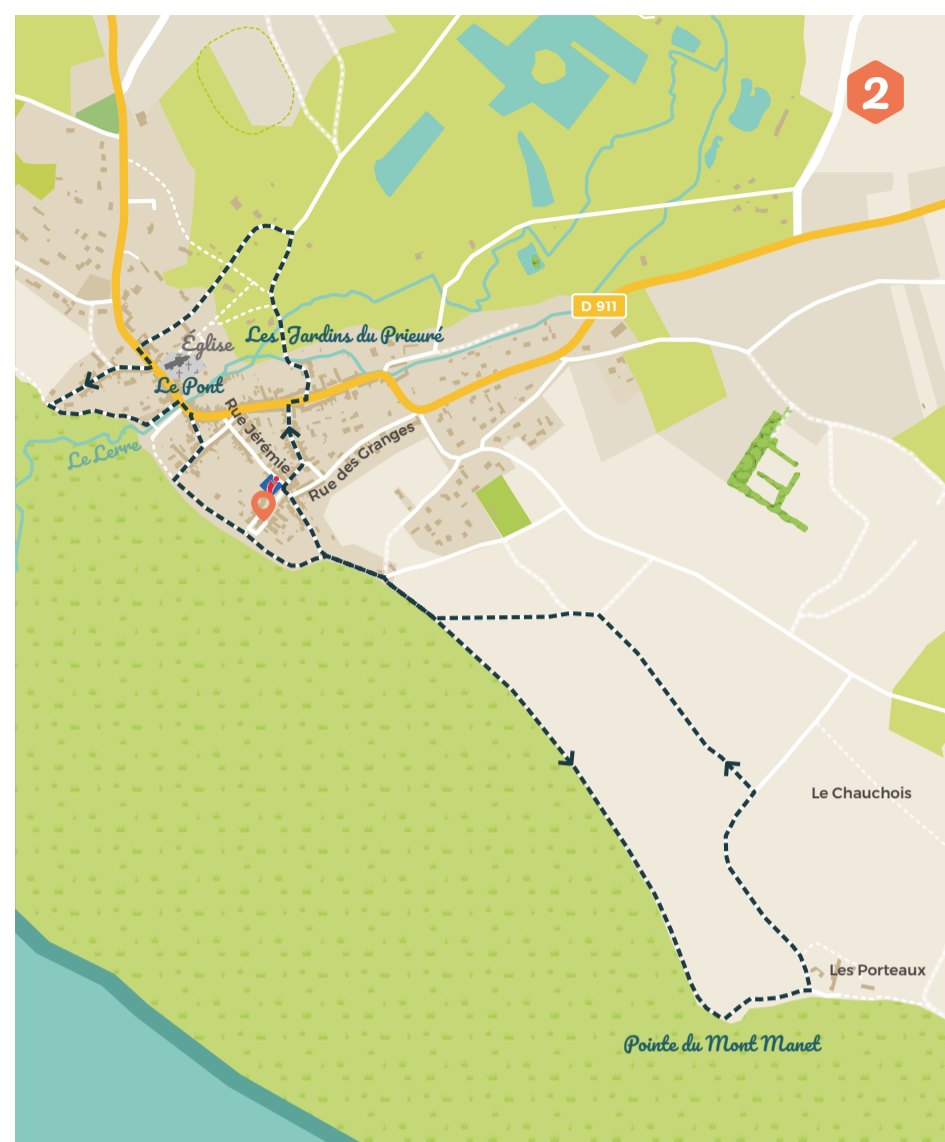 2
D 911
Les Jardins du Prieuré
Eglise
Le Pont
Rue Jérémie
Rue des Granges
Le Lerre
Le Chauchois
Les Porteaux
Pointe du Mont Manet